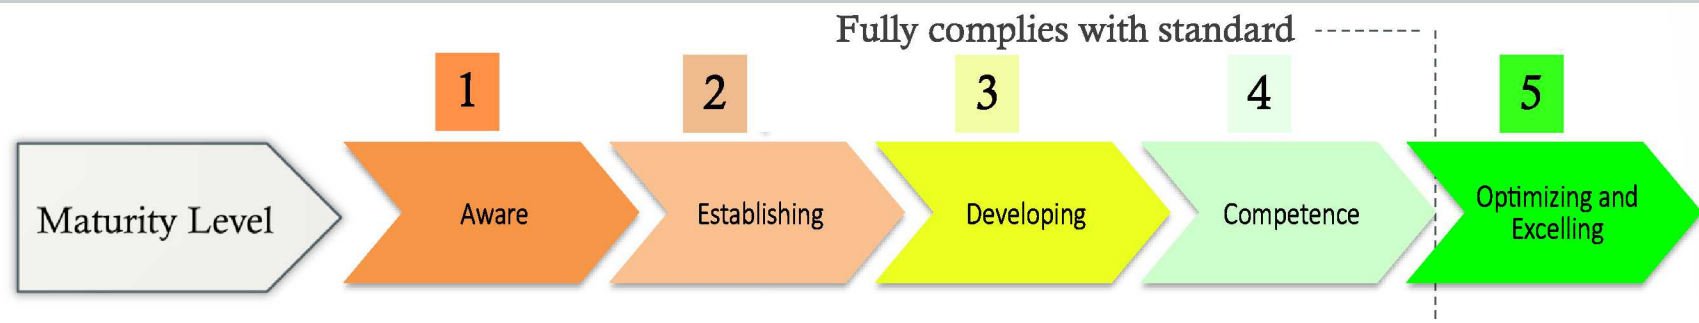 Fully complies with standard
1
2
3
4
5
Maturity Level
Aware
Establishing
Developing
Competence
Optimizing and
Excelling